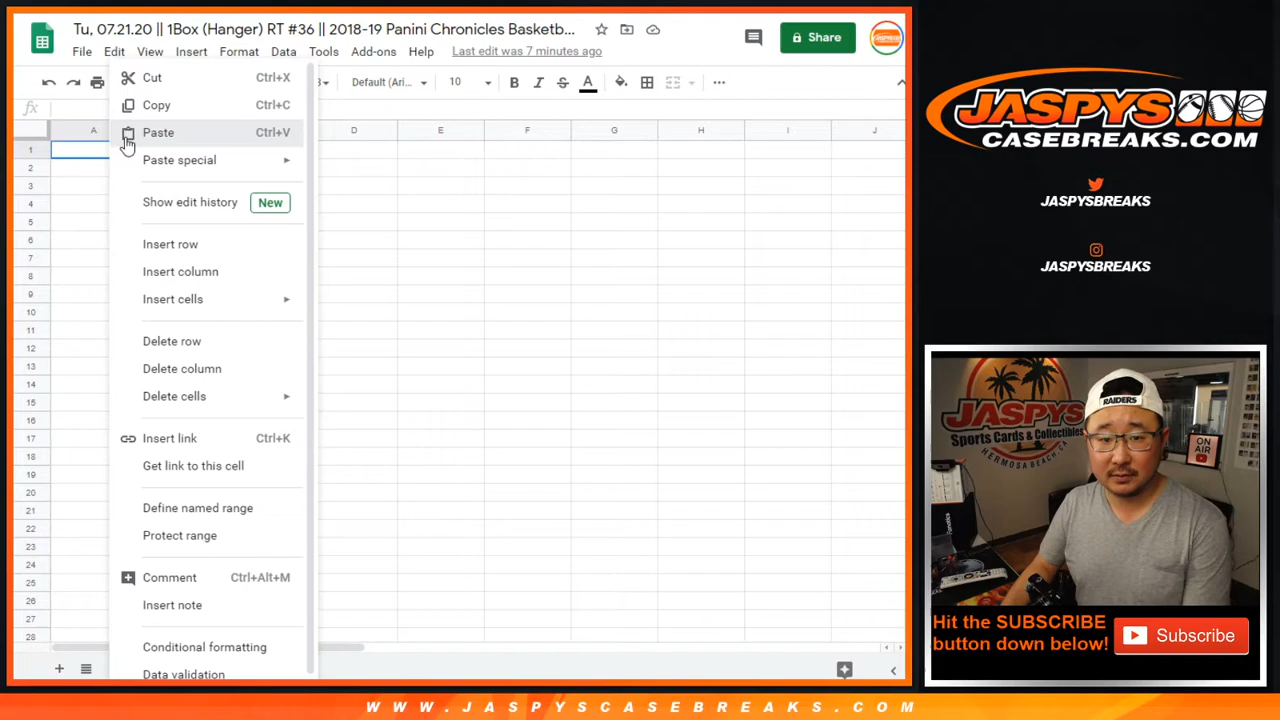 Tu, 07.21.20 || 1Box (Hanger) RT #36 || 2018-19 Panini Chronicles Basketb...
File Edit View Insert Format Data Tools Add-ons Help Last edit was 7 minutes ago
Share
Default (Ari... 10
Cut Ctrl+X
Copy Ctrl+C
Paste Ctrl+V
Paste special
Show edit history New
Insert row
Insert column
Insert cells
Delete row
Delete column
Delete cells
Insert link Ctrl+K
Get link to this cell
Define named range
Protect range
Comment Ctrl+Alt+M
Insert note
Conditional formatting
Data validation
A D E F G H I J
1
2
3
4
5
6
7
8
9
10
11
12
13
14
15
16
17
18
19
20
21
22
23
24
25
26
27
28
JASPYS
CASEBREAKS.COM
JASPYSBREAKS
JASPYSBREAKS
JASPYS
Sports Cards & Collectibles
HERMOSA BEACH, CA
RAIDERS
ON
AIR
Hit the SUBSCRIBE
button down below!
Subscribe
WWW.JASPYSCASEBREAKS.COM